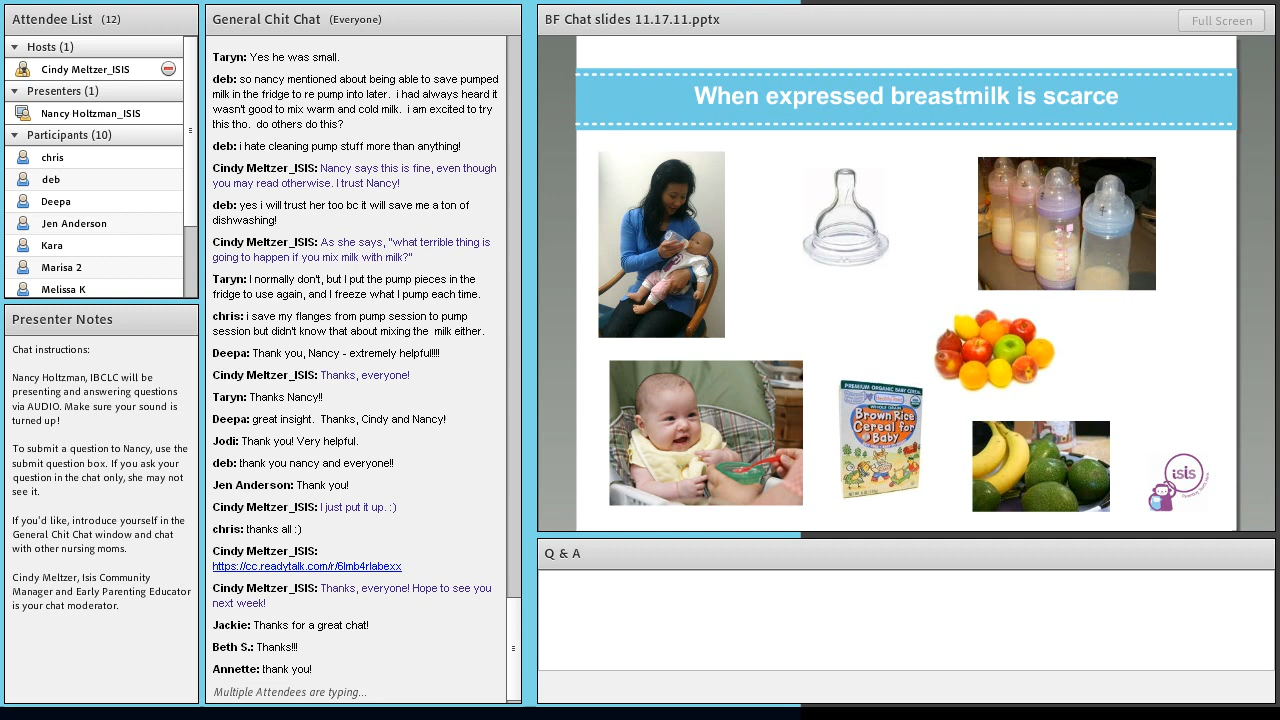 Attendee List (12)
Hosts (1)
Cindy Meltzer_ISIS
Presenters (1)
Nancy Holtzman_ISIS
Participants (10)
chris
deb
Deepa
Jen Anderson
Kara
Marisa 2
Melissa K
Presenter Notes
Chat instructions:
Nancy Holtzman, IBCLC will be
presenting and answering questions
via AUDIO. Make sure your sound is
turned up!
To submit a question to Nancy, use the
submit question box. If you ask your
question in the chat only, she may not
see it.
If you'd like, introduce yourself in the
General Chit Chat window and chat
with other nursing moms.
Cindy Meltzer, Isis Community
Manager and Early Parenting Educator
is your chat moderator.
General Chit Chat (Everyone)
Taryn: Yes he was small.
deb: so nancy mentioned about being able to save pumped
milk in the fridge to re pump into later. i had always heard it
wasn't good to mix warm and cold milk. i am excited to try
this tho. do others do this?
deb: i hate cleaning pump stuff more than anything!
Cindy Meltzer_ISIS: Nancy says this is fine, even though
you may read otherwise. I trust Nancy!
deb: yes i will trust her too bc it will save me a ton of
dishwashing!
Cindy Meltzer_ISIS: As she says, "what terrible thing is
going to happen if you mix milk with milk?"
Taryn: I normally don't, but I put the pump pieces in the
fridge to use again, and I freeze what I pump each time.
chris: i save my flanges from pump session to pump
session but didn't know that about mixing the milk either.
Deepa: Thank you, Nancy - extremely helpful!!!!
Cindy Meltzer_ISIS: Thanks, everyone!
Taryn: Thanks Nancy!!
Deepa: great insight. Thanks, Cindy and Nancy!
Jodi: Thank you! Very helpful.
deb: thank you nancy and everyone!!
Jen Anderson: Thank you!
Cindy Meltzer_ISIS: I just put it up. :)
chris: thanks all :)
Cindy Meltzer_ISIS:
https://cc.readytalk.com/r/6lmb4rlabexx
Cindy Meltzer_ISIS: Thanks, everyone! Hope to see you
next week!
Jackie: Thanks for a great chat!
Beth S.: Thanks!!!
Annette: thank you!
Multiple Attendees are typing...
BF Chat slides 11.17.11.pptx
Full Screen
When expressed breastmilk is scarce
PREMIUM ORGANIC BABY CEREAL
WHOLE GRAIN
Brown Rice
Cereal for
Baby
isis
Q & A